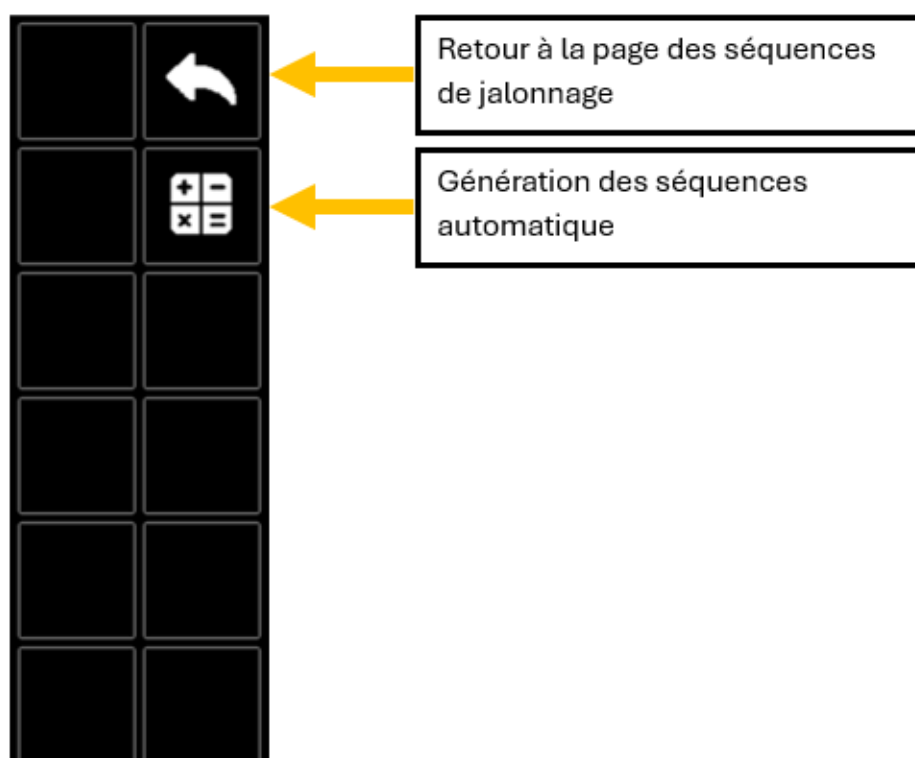 Retour à la page des séquences
de jalonnage
Génération des séquences
automatique